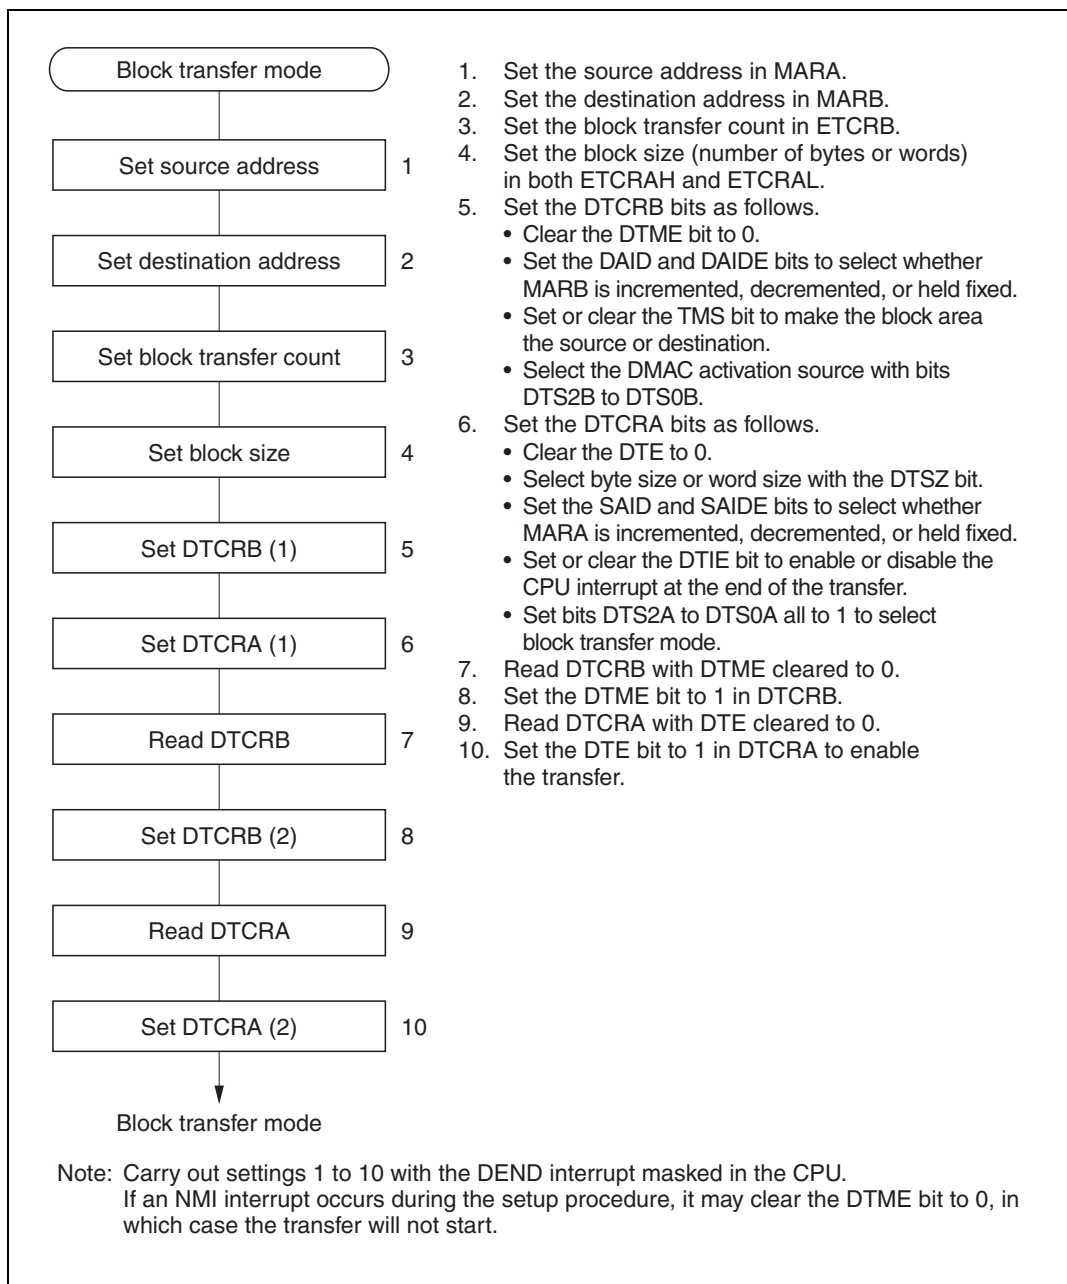 Block transfer mode
Set source address 1
Set destination address 2
Set block transfer count 3
Set block size 4
Set DTCRB (1) 5
Set DTCRA (1) 6
Read DTCRB 7
Set DTCRB (2) 8
Read DTCRA 9
Set DTCRA (2) 10
Block transfer mode
1. Set the source address in MARA.
2. Set the destination address in MARB.
3. Set the block transfer count in ETCRB.
4. Set the block size (number of bytes or words)
in both ETCRAH and ETCRAL.
5. Set the DTCRB bits as follows.
• Clear the DTME bit to 0.
• Set the DAID and DAIDE bits to select whether
MARB is incremented, decremented, or held fixed.
• Set or clear the TMS bit to make the block area
the source or destination.
• Select the DMAC activation source with bits
DTS2B to DTS0B.
6. Set the DTCRA bits as follows.
• Clear the DTE to 0.
• Select byte size or word size with the DTSZ bit.
• Set the SAID and SAIDE bits to select whether
MARA is incremented, decremented, or held fixed.
• Set or clear the DTIE bit to enable or disable the
CPU interrupt at the end of the transfer.
• Set bits DTS2A to DTS0A all to 1 to select
block transfer mode.
7. Read DTCRB with DTME cleared to 0.
8. Set the DTME bit to 1 in DTCRB.
9. Read DTCRA with DTE cleared to 0.
10. Set the DTE bit to 1 in DTCRA to enable
the transfer.
Note: Carry out settings 1 to 10 with the DEND interrupt masked in the CPU.
If an NMI interrupt occurs during the setup procedure, it may clear the DTME bit to 0, in
which case the transfer will not start.